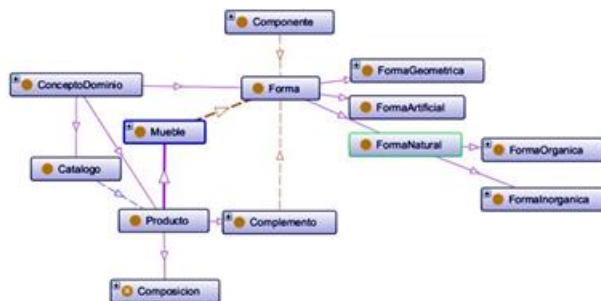 Componente
FormaGeometrica
ConceptoDominio
Forma
FormaArtificial
Mueble
FormaNatural
FormaOrganica
Catalogo
FormaInorganica
Producto
Complemento
Composicion